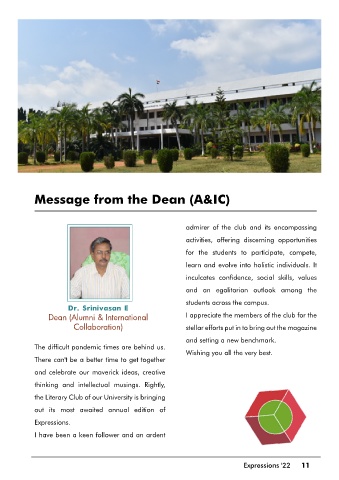 Message from the Dean (A&IC)
Dr. Srinivasan E
Dean (Alumni & International
Collaboration)
The difficult pandemic times are behind us.
There can't be a better time to get together
and celebrate our maverick ideas, creative
thinking and intellectual musings. Rightly,
the Literary Club of our University is bringing
out its most awaited annual edition of
Expressions.
I have been a keen follower and an ardent
admirer of the club and its encompassing
activities, offering discerning opportunities
for the students to participate, compete,
learn and evolve into holistic individuals. It
inculcates confidence, social skills, values
and an egalitarian outlook among the
students across the campus.
I appreciate the members of the club for the
stellar efforts put in to bring out the magazine
and setting a new benchmark.
Wishing you all the very best.
Expressions '22 11